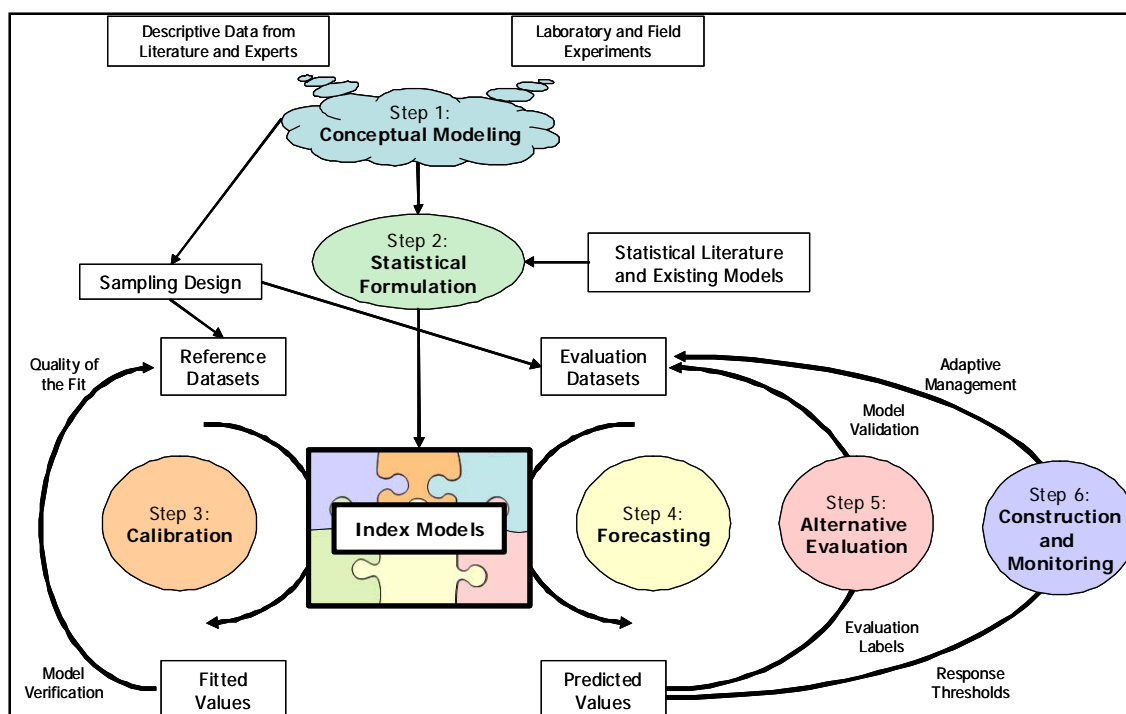 Descriptive Data from
Literature and Experts
Laboratory and Field
Experiments
Step 1:
Conceptual Modeling
Step 2:
Statistical
Formulation
Statistical Literature
and Existing Models
Sampling Design
Quality of
the Fit
Reference
Datasets
Evaluation
Datasets
Adaptive
Management
Model
Validation
Step 3:
Calibration
Index Models
Step 4:
Forecasting
Step 5:
Alternative
Evaluation
Step 6:
Construction
and
Monitoring
Evaluation
Labels
Model
Verification
Fitted
Values
Predicted
Values
Response
Thresholds